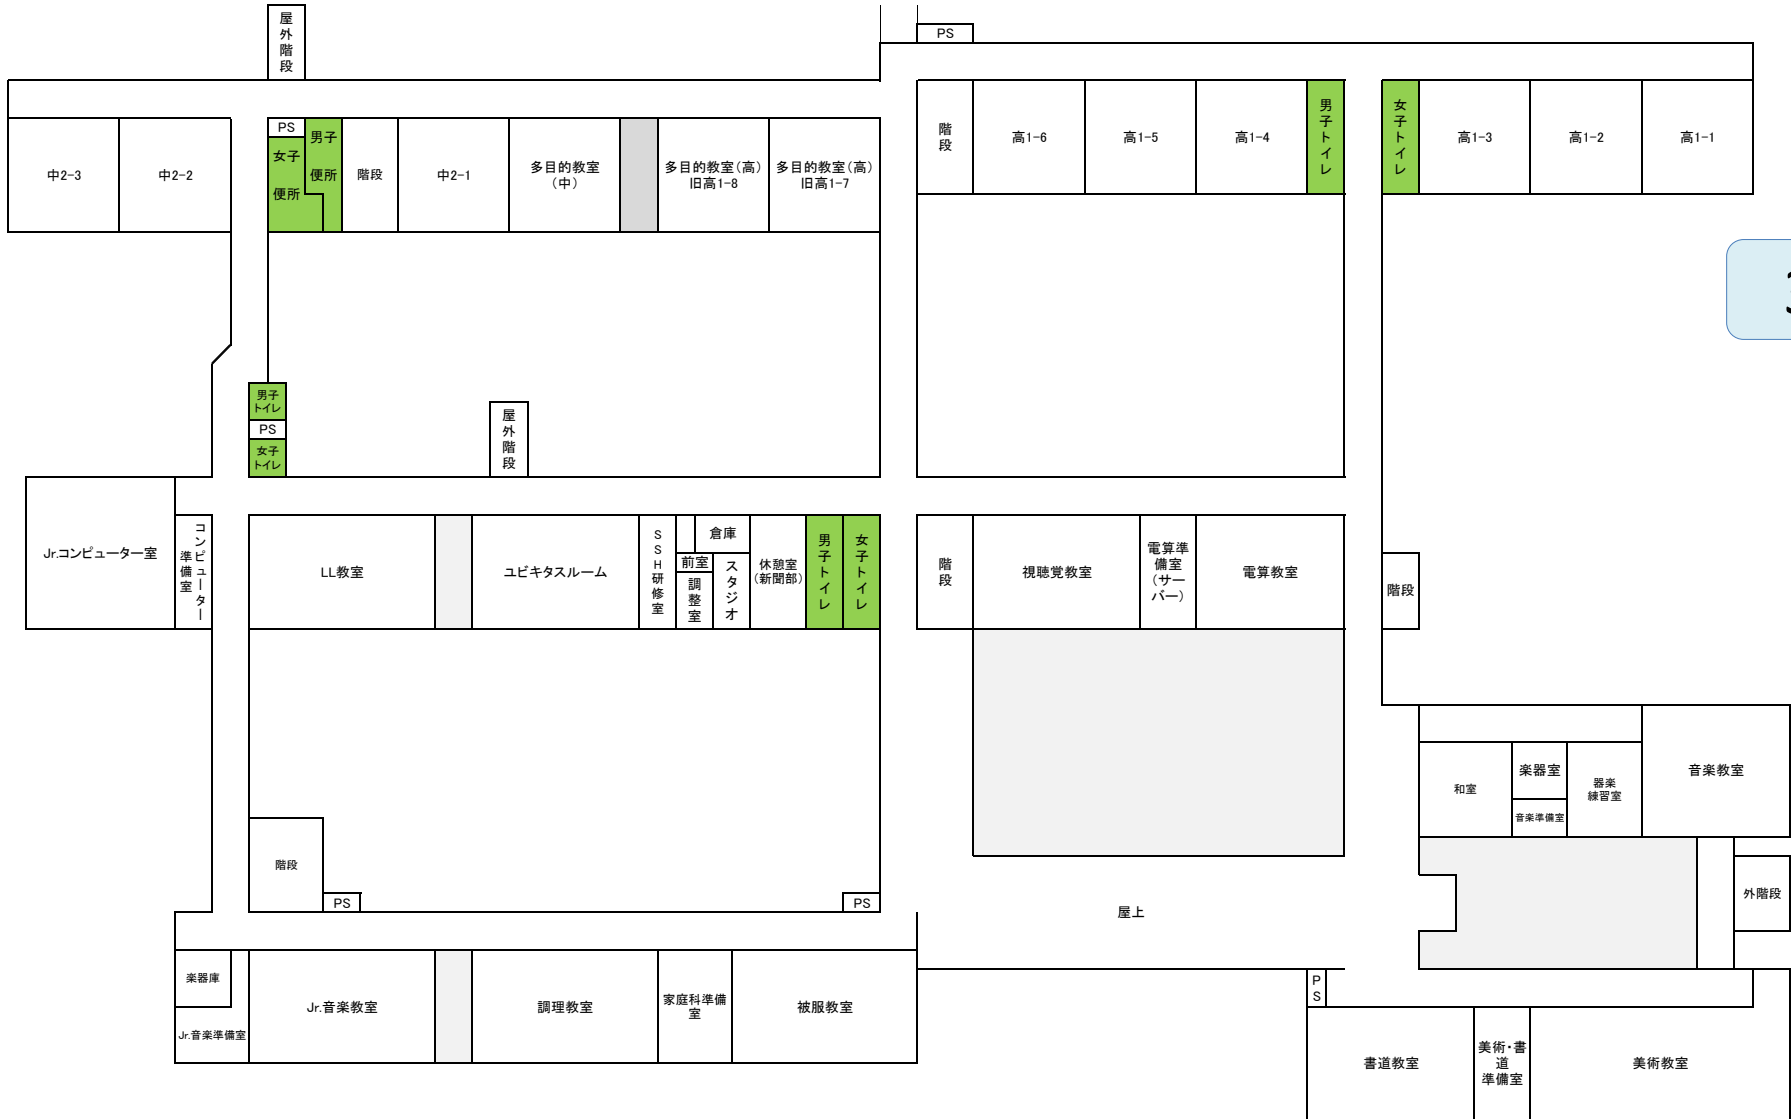 屋外階段
PS
中2-3
中2-2
PS
女子
便所
男子
便所
階段
中2-1
多目的教室
(中)
多目的教室(高)
旧高1-8
多目的教室(高)
旧高1-7
階段
高1-6
高1-5
高1-4
男子トイレ
女子トイレ
高1-3
高1-2
高1-1
男子
トイレ
PS
女子
トイレ
屋外階段
Jr.コンピューター室
コンピューター
準備室
LL教室
ユビキタスルーム
SSH研修室
倉庫
前室
調整室
スタジオ
休憩室
(新聞部)
男子トイレ
女子トイレ
階段
視聴覚教室
電算準
備室
(サー
バー)
電算教室
階段
和室
楽器室
音楽準備室
器楽
練習室
音楽教室
階段
PS
PS
屋上
外階段
楽器庫
Jr.音楽準備室
Jr.音楽教室
調理教室
家庭科準備
室
被服教室
PS
書道教室
美術・書
道
準備室
美術教室